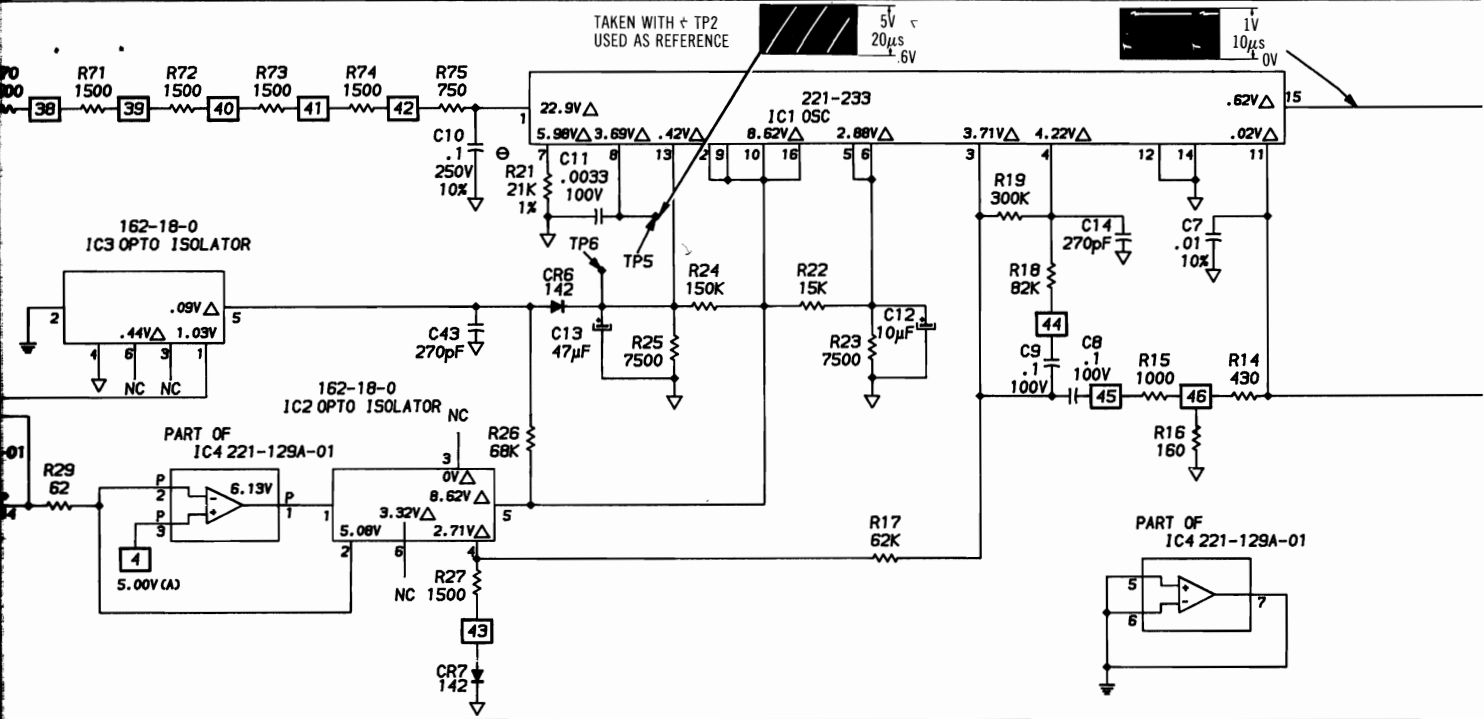 TAKEN WITH TP2
USED AS REFERENCE
5V
20µs
.6V
1V
10µs
0V
R71
1500
R72
1500
R73
1500
R74
1500
R75
750
38
39
40
41
42
1
22.9V
221-233
IC1 OSC
.62V
15
5.98V
3.69V
.42V
8.62V
2.88V
3.71V
4.22V
.02V
7
8
13
2
9
10
16
5
6
3
4
12
14
11
C10
.1
250V
10%
R21
21K
1%
C11
.0033
100V
R19
300K
C14
270pF
C7
.01
10%
162-18-0
IC3 OPTO ISOLATOR
TP6
TP5
CR6
142
R24
150K
R22
15K
R18
82K
2
.09V
5
.44V
1.03V
4
6
3
1
NC
NC
C43
270pF
C13
47µF
R25
7500
R23
7500
C12
10µF
44
C9
.1
100V
C8
.1
100V
45
R15
1000
46
R14
430
R16
160
162-18-0
IC2 OPTO ISOLATOR
NC
R26
68K
PART OF
IC4 221-129A-01
-01
R29
62
P
2
6.13V
P
1
P
3
4
5.00V(A)
3
0V
8.62V
3.32V
5.08V
2.71V
1
5
2
6
4
NC
R27
1500
R17
62K
43
CR7
142
PART OF
IC4 221-129A-01
5
6
7